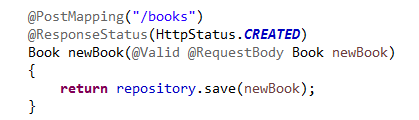 @PostMapping("/books")
@ResponseStatus(HttpStatus.CREATED)
Book newBook(@Valid @RequestBody Book newBook)
{
    return repository.save(newBook);
}